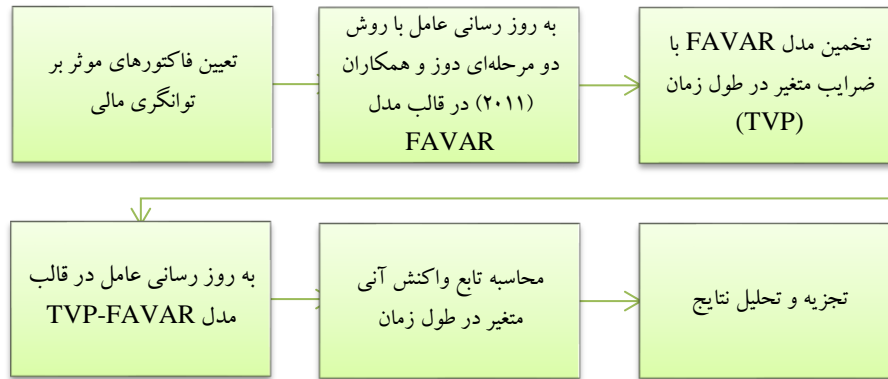 تعیین فاکتورهای موثر بر
توانگری مالی
به روز رسانی عامل با روش
دو مرحله‌ای دوز و همکاران
(۲۰۱۱) در قالب مدل
FAVAR
تخمین مدل FAVAR با
ضرایب متغیر در طول زمان
(TVP)
به روز رسانی عامل در قالب
مدل TVP-FAVAR
محاسبه تابع واکنش آنی
متغیر در طول زمان
تجزیه و تحلیل نتایج